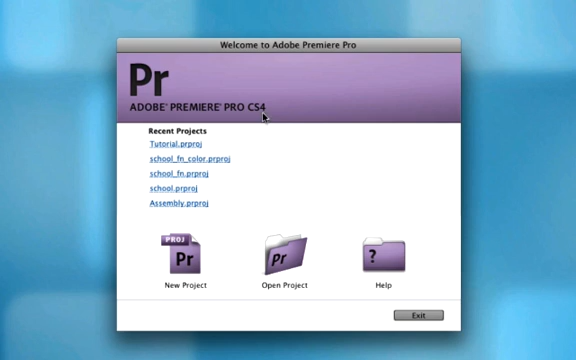 Welcome to Adobe Premiere Pro
Pr
ADOBE® PREMIERE® PRO CS4
Recent Projects
Tutorial.prproj
school_fn_color.prproj
school_fn.prproj
school.prproj
Assembly.prproj
PROJ
Pr
Pr
?
New Project
Open Project
Help
Exit